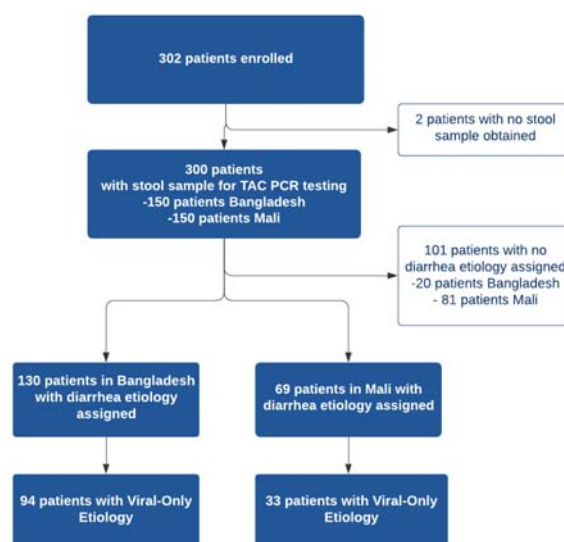 302 patients enrolled
2 patients with no stool
sample obtained
300 patients
with stool sample for TAC PCR testing
-150 patients Bangladesh
-150 patients Mali
101 patients with no
diarrhea etiology assigned
-20 patients Bangladesh
- 81 patients Mali
130 patients in Bangladesh
with diarrhea etiology
assigned
69 patients in Mali with
diarrhea etiology assigned
94 patients with Viral-Only
Etiology
33 patients with Viral-Only
Etiology